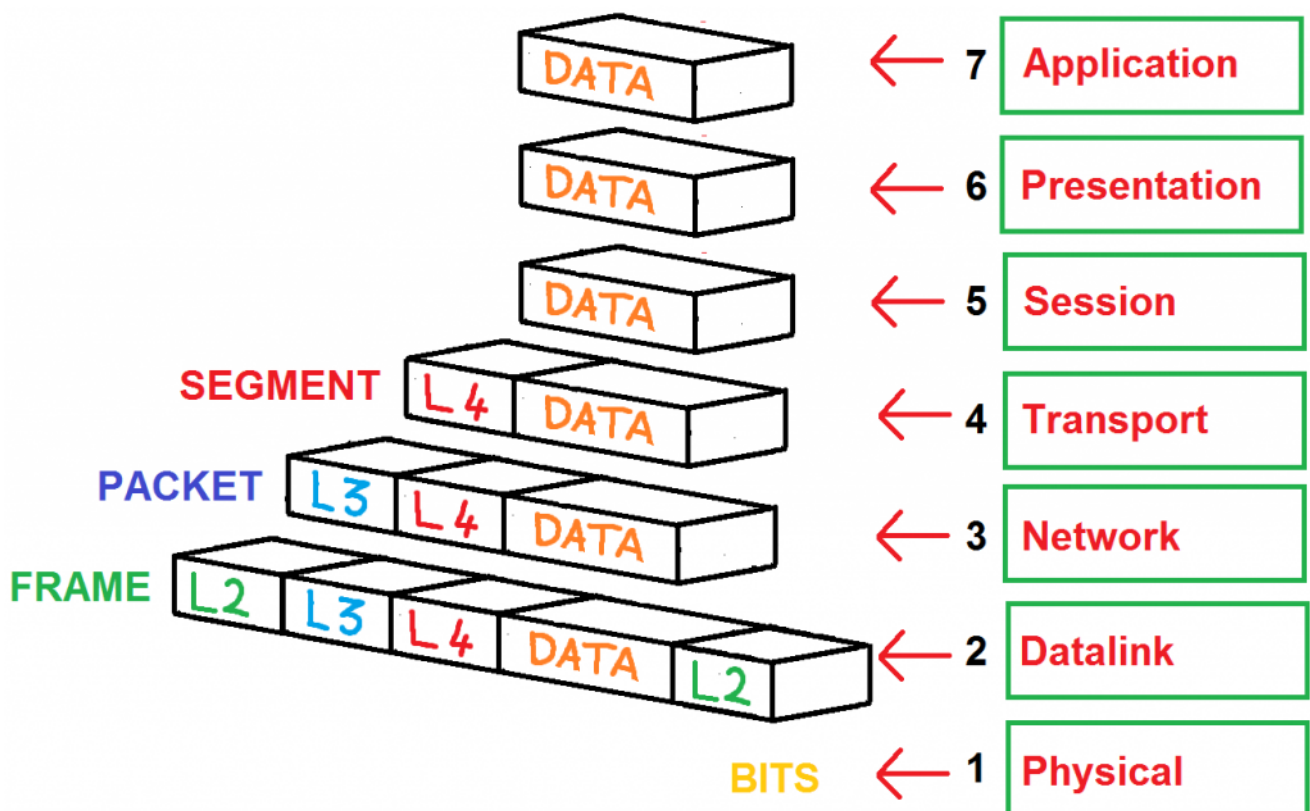 DATA 7 Application
DATA 6 Presentation
DATA 5 Session
SEGMENT L4 DATA 4 Transport
PACKET L3 L4 DATA 3 Network
FRAME L2 L3 L4 DATA L2 2 Datalink
BITS 1 Physical